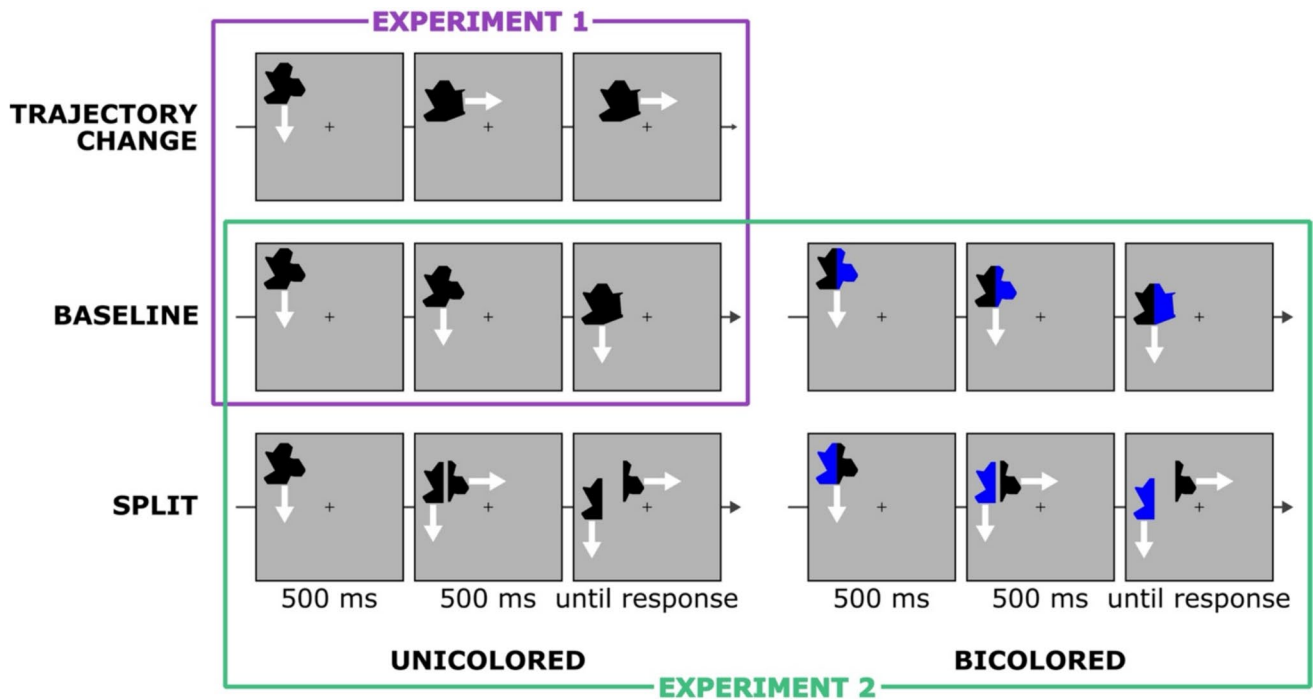 EXPERIMENT 1
TRAJECTORY
CHANGE
BASELINE
SPLIT
500 ms 500 ms until response 500 ms 500 ms until response
UNICOLORED BICOLORED
EXPERIMENT 2